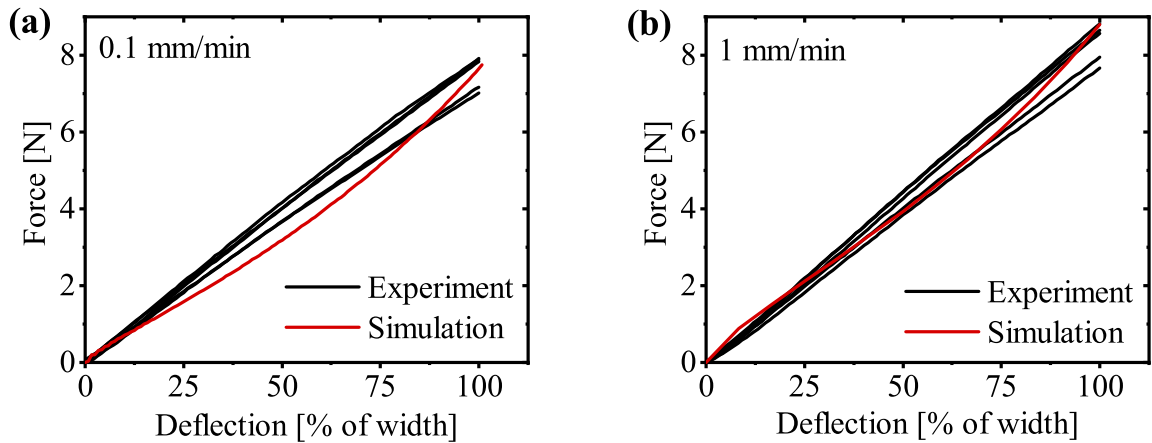 (a)
0.1 mm/min
8
6
4
2
0
Force [N]
Experiment
Simulation
0 25 50 75 100
Deflection [% of width]
(b)
1 mm/min
8
6
4
2
0
Force [N]
Experiment
Simulation
0 25 50 75 100
Deflection [% of width]